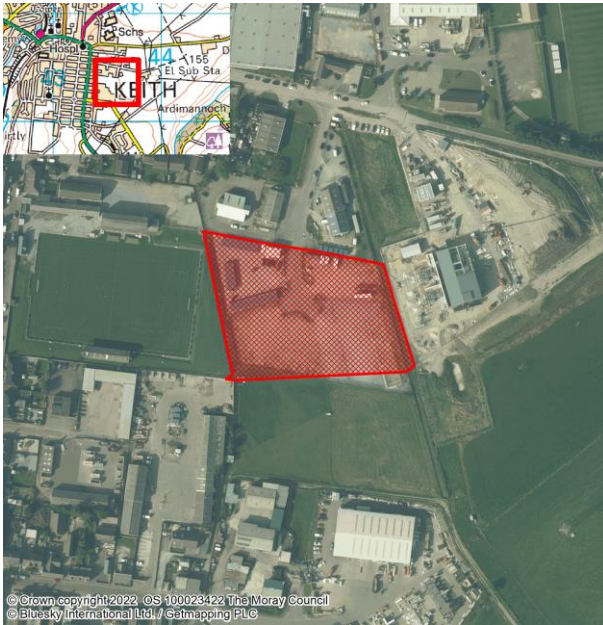 Schs
Hospl
44
155
El Sub Sta
KEITH
Ardimannoch
rtly
© Crown copyright 2022 OS 100023422 The Moray Council
© Bluesky International Ltd. / Getmapping PLC